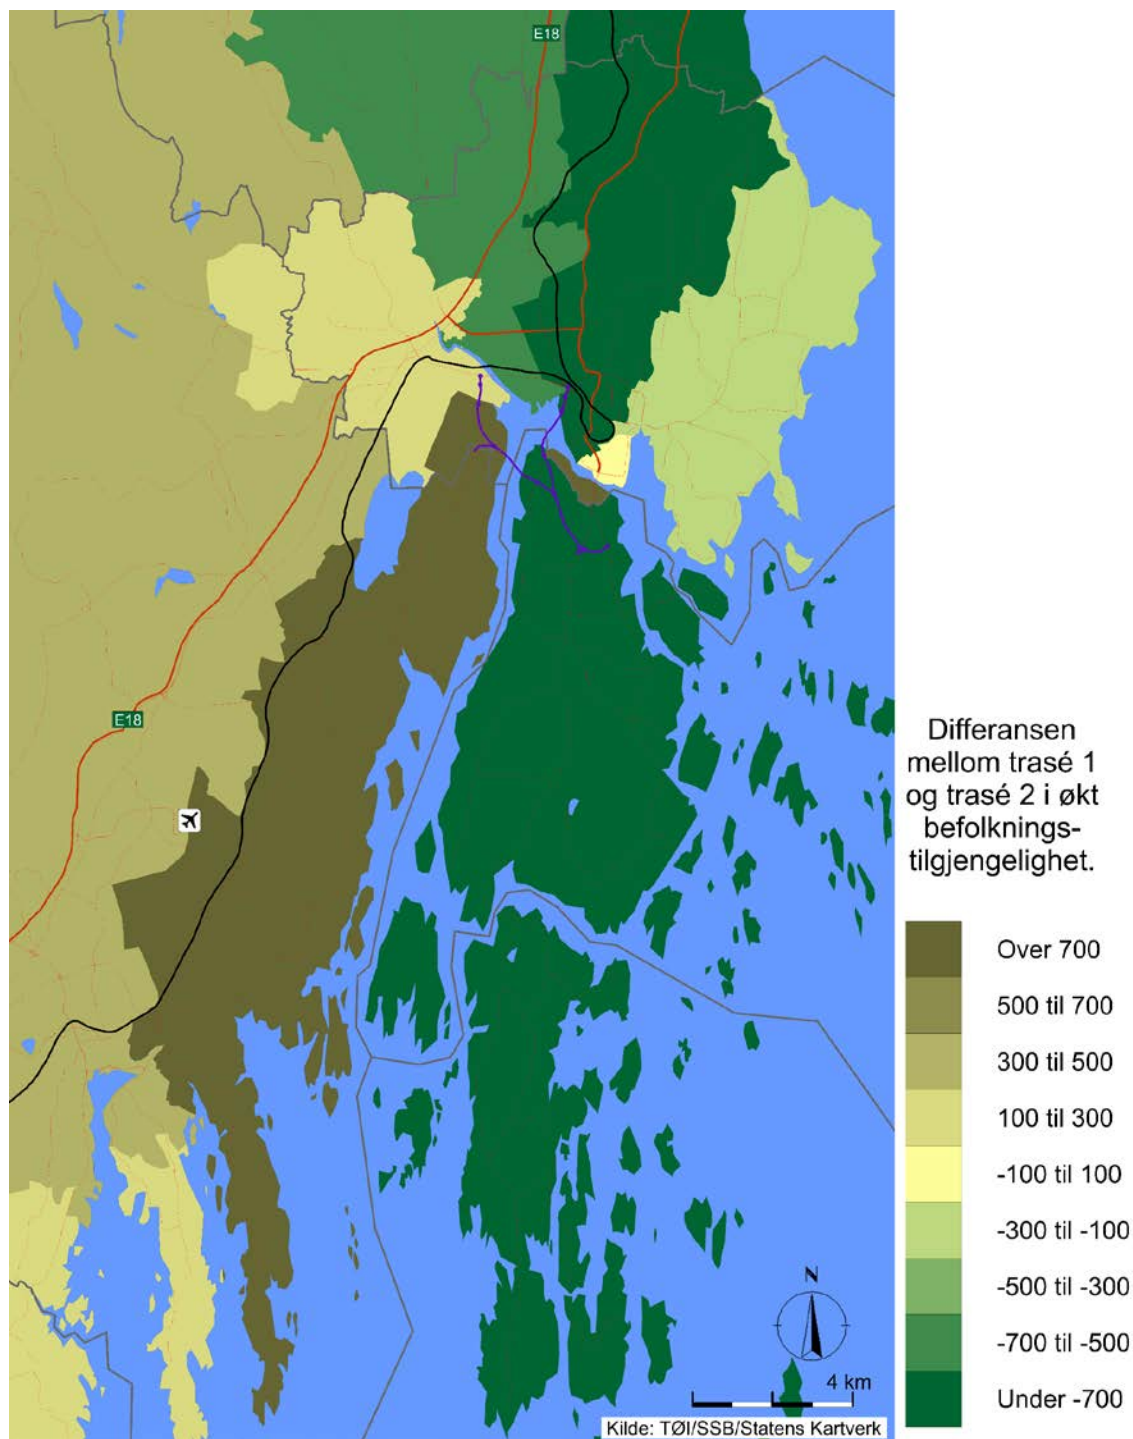 E18
E18
Differansen
mellom trasé 1
og trasé 2 i økt
befolknings-
tilgjengelighet.
Over 700
500 til 700
300 til 500
100 til 300
-100 til 100
-300 til -100
-500 til -300
-700 til -500
Under -700
N
4 km
Kilde: TØI/SSB/Statens Kartverk